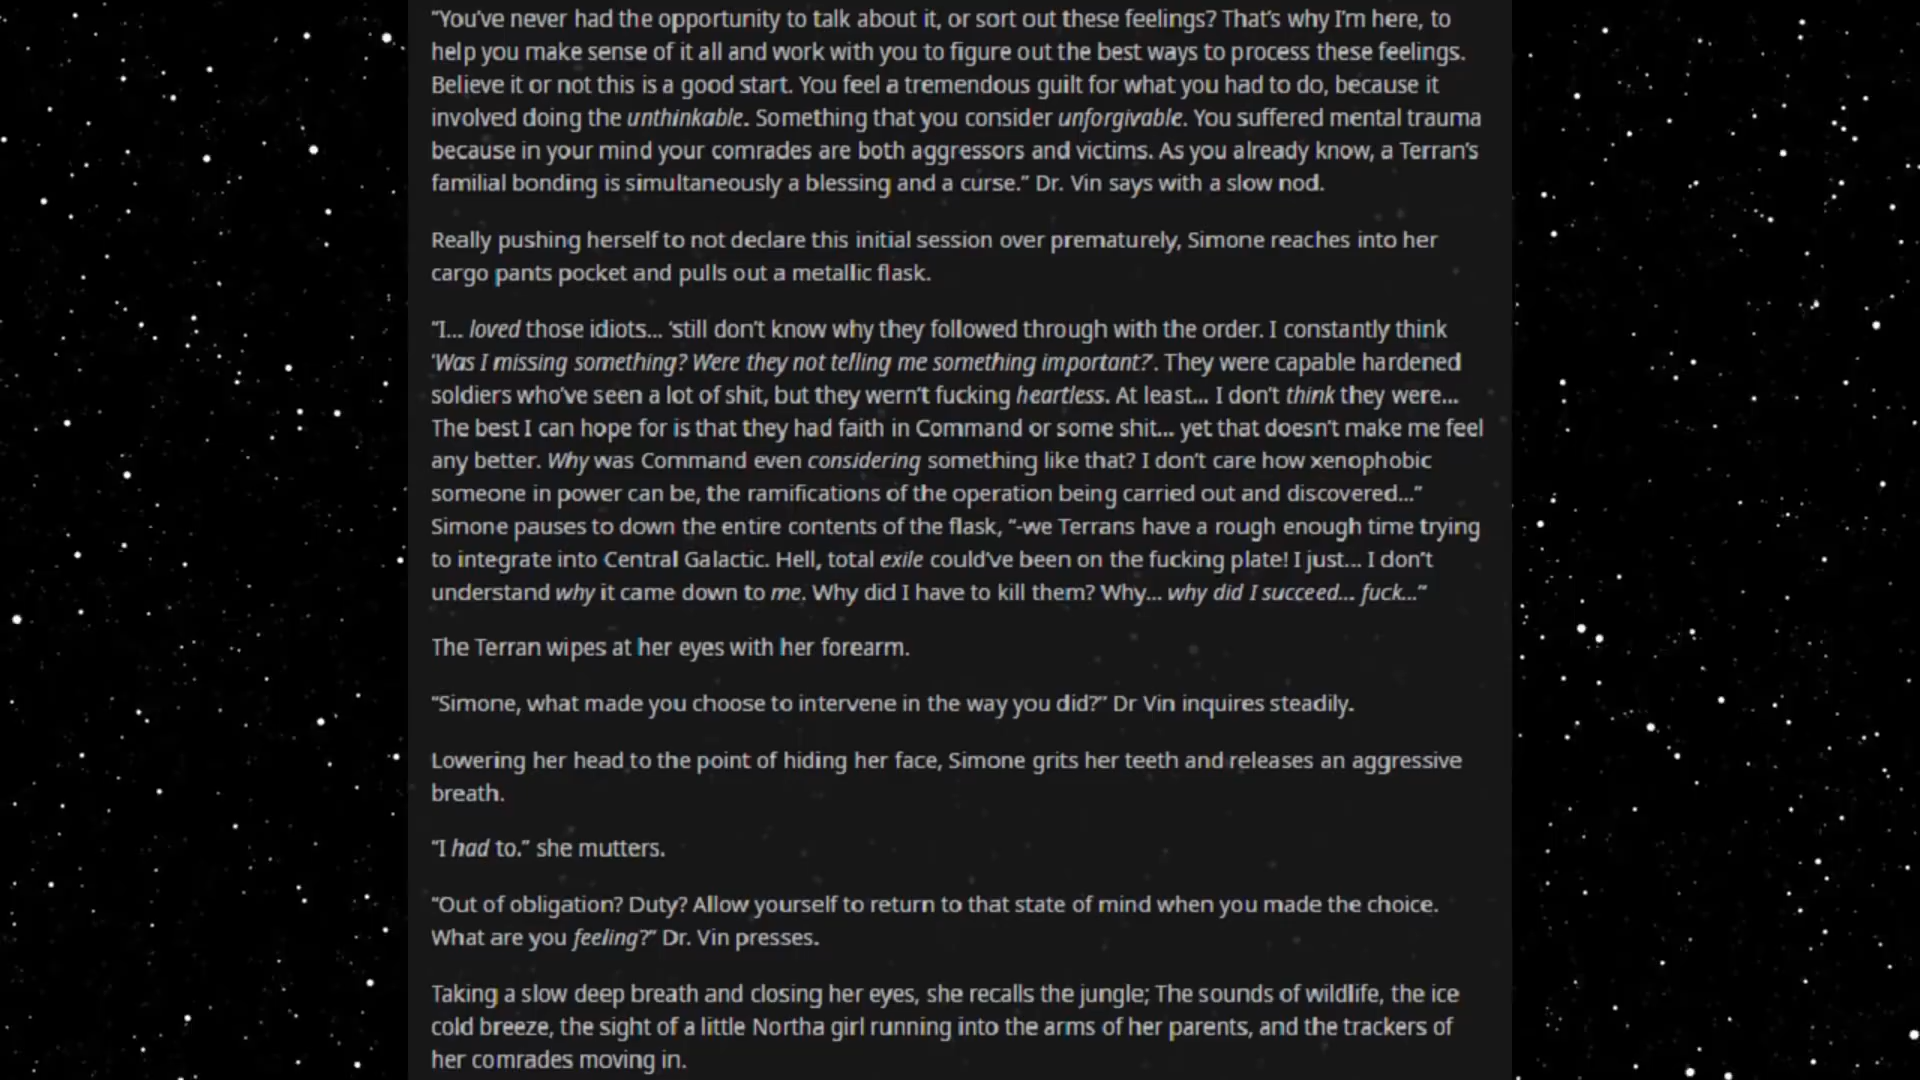 “You’ve never had the opportunity to talk about it, or sort out these feelings? That’s why I’m here, to
help you make sense of it all and work with you to figure out the best ways to process these feelings.
Believe it or not this is a good start. You feel a tremendous guilt for what you had to do, because it
involved doing the unthinkable. Something that you consider unforgivable. You suffered mental trauma
because in your mind your comrades are both aggressors and victims. As you already know, a Terran’s
familial bonding is simultaneously a blessing and a curse.” Dr. Vin says with a slow nod.
Really pushing herself to not declare this initial session over prematurely, Simone reaches into her
cargo pants pocket and pulls out a metallic flask.
“I... loved those idiots... ‘still don’t know why they followed through with the order. I constantly think
‘Was I missing something? Were they not telling me something important?’. They were capable hardened
soldiers who’ve seen a lot of shit, but they wern’t fucking heartless. At least... I don’t think they were...
The best I can hope for is that they had faith in Command or some shit... yet that doesn’t make me feel
any better. Why was Command even considering something like that? I don’t care how xenophobic
someone in power can be, the ramifications of the operation being carried out and discovered...”
Simone pauses to down the entire contents of the flask, “-we Terrans have a rough enough time trying
to integrate into Central Galactic. Hell, total exile could’ve been on the fucking plate! I just... I don’t
understand why it came down to me. Why did I have to kill them? Why... why did I succeed... fuck...”
The Terran wipes at her eyes with her forearm.
“Simone, what made you choose to intervene in the way you did?” Dr Vin inquires steadily.
Lowering her head to the point of hiding her face, Simone grits her teeth and releases an aggressive
breath.
“I had to.” she mutters.
“Out of obligation? Duty? Allow yourself to return to that state of mind when you made the choice.
What are you feeling?” Dr. Vin presses.
Taking a slow deep breath and closing her eyes, she recalls the jungle; The sounds of wildlife, the ice
cold breeze, the sight of a little Northa girl running into the arms of her parents, and the trackers of
her comrades moving in.